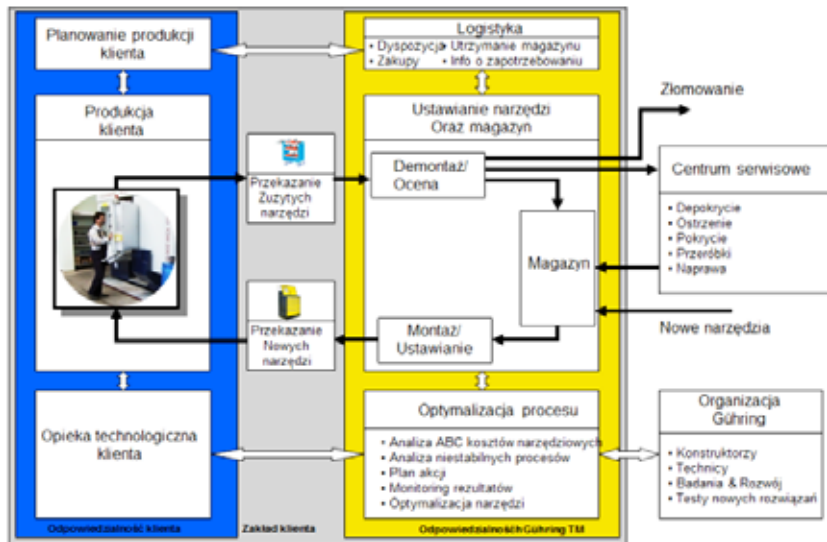 Planowanie produkcji
klienta
Logistyka
• Dyspozycja
• Utrzymanie magazynu
• Zakupy
• Info o zapotrzebowaniu
Produkcja
klienta
Ustawianie narzędzi
Oraz magazyn
Złomowanie
Przekazanie
Zuzytych
narzędzi
Demontaż/
Ocena
Centrum serwisowe
• Depokrycie
• Ostrzenie
• Pokrycie
• Przeróbki
• Naprawa
Magazyn
Nowe narzędzia
Przekazanie
Nowych
narzędzi
Montaż/
Ustawianie
Opieka technologiczna
klienta
Optymalizacja procesu
• Analiza ABC kosztów narzędziowych
• Analiza niestabilnych procesów
• Plan akcji
• Monitoring rezultatów
• Optymalizacja narzędzi
Organizacja
Gühring
• Konstruktorzy
• Technicy
• Badania & Rozwój
• Testy nowych rozwiązań
Odpowiedzialność klienta
Zakład klienta
Odpowiedzialność Gühring TM